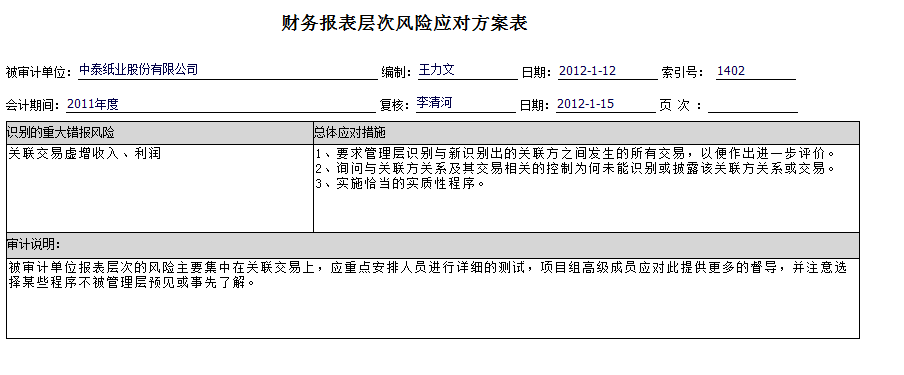 财务报表层次风险应对方案表
被审计单位: 中泰纸业股份有限公司 编制: 王力文 日期: 2012-1-12 索引号: 1402
会计期间: 2011年度 复核: 李清河 日期: 2012-1-15 页 次 :
识别的重大错报风险 总体应对措施
关联交易虚增收入、利润
1、要求管理层识别与新识别出的关联方之间发生的所有交易，以便作出进一步评价。
2、询问与关联方关系及其交易相关的控制为何未能识别或披露该关联方关系或交易。
3、实施恰当的实质性程序。
审计说明:
被审计单位报表层次的风险主要集中在关联交易上，应重点安排人员进行详细的测试，项目组高级成员应对此提供更多的督导，并注意选
择某些程序不被管理层预见或事先了解。